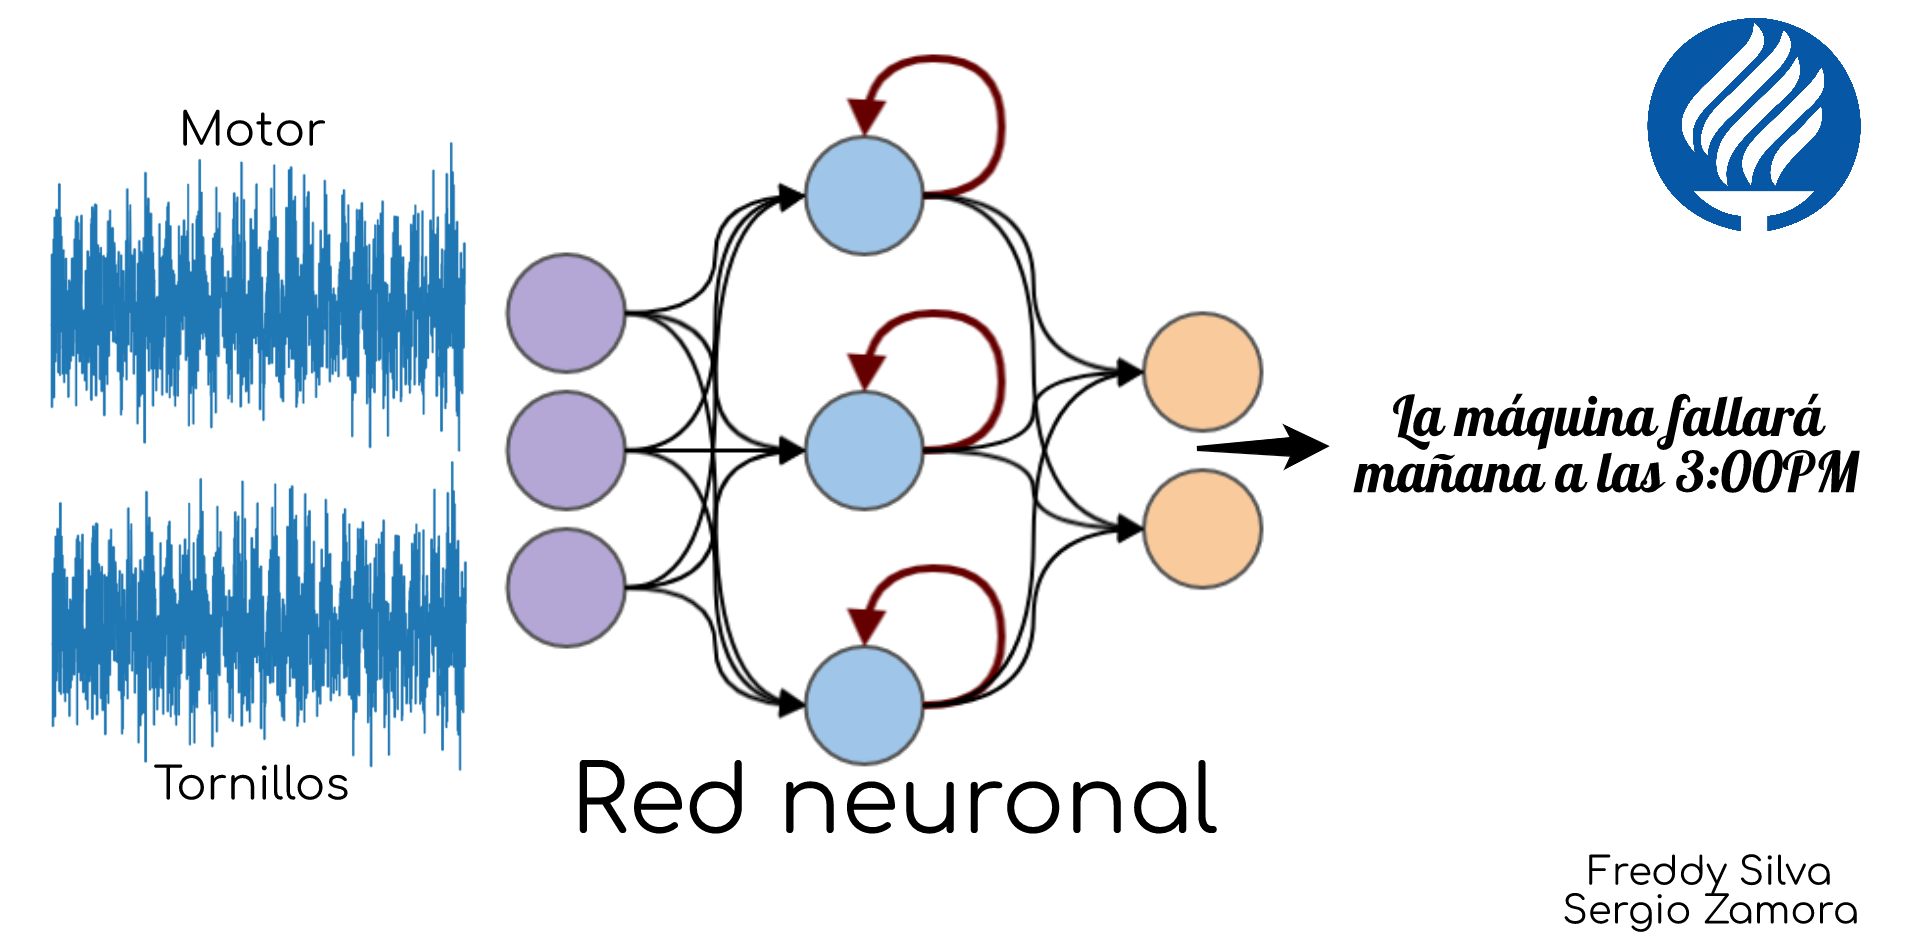 Motor
Tornillos
Red neuronal
La máquina fallará
mañana a las 3:00PM
Freddy Silva
Sergio Zamora